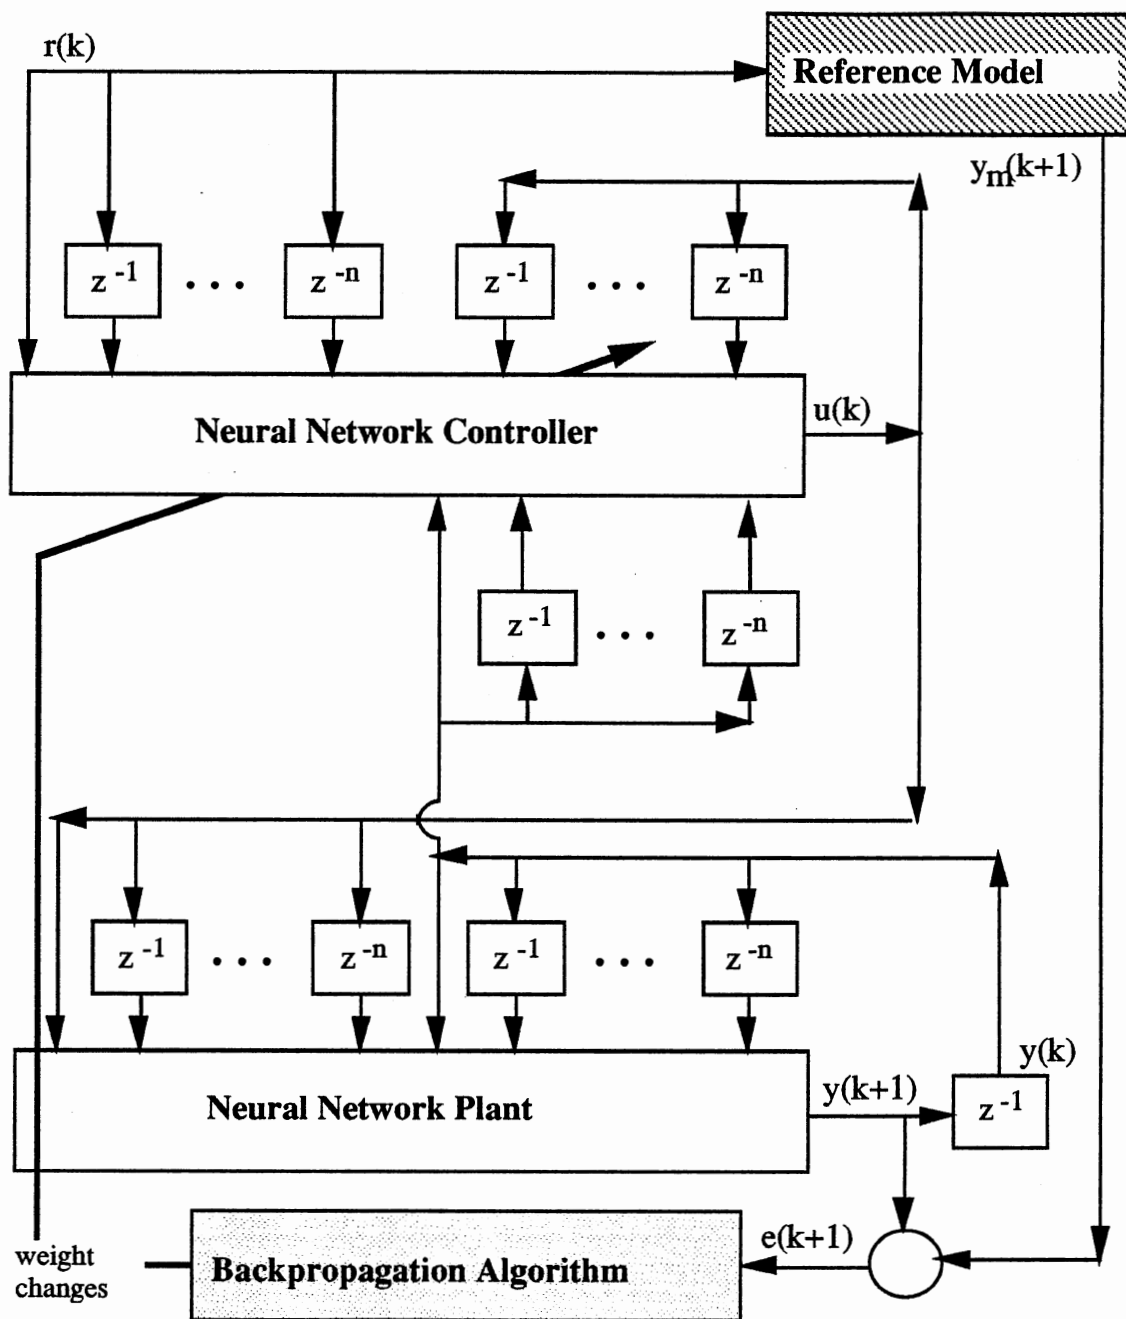 r(k)
Reference Model
y_m(k+1)
z^-1 ... z^-n z^-1 ... z^-n
Neural Network Controller
u(k)
z^-1 ... z^-n
z^-1 ... z^-n z^-1 ... z^-n
y(k)
Neural Network Plant
y(k+1)
z^-1
weight
changes
Backpropagation Algorithm
e(k+1)